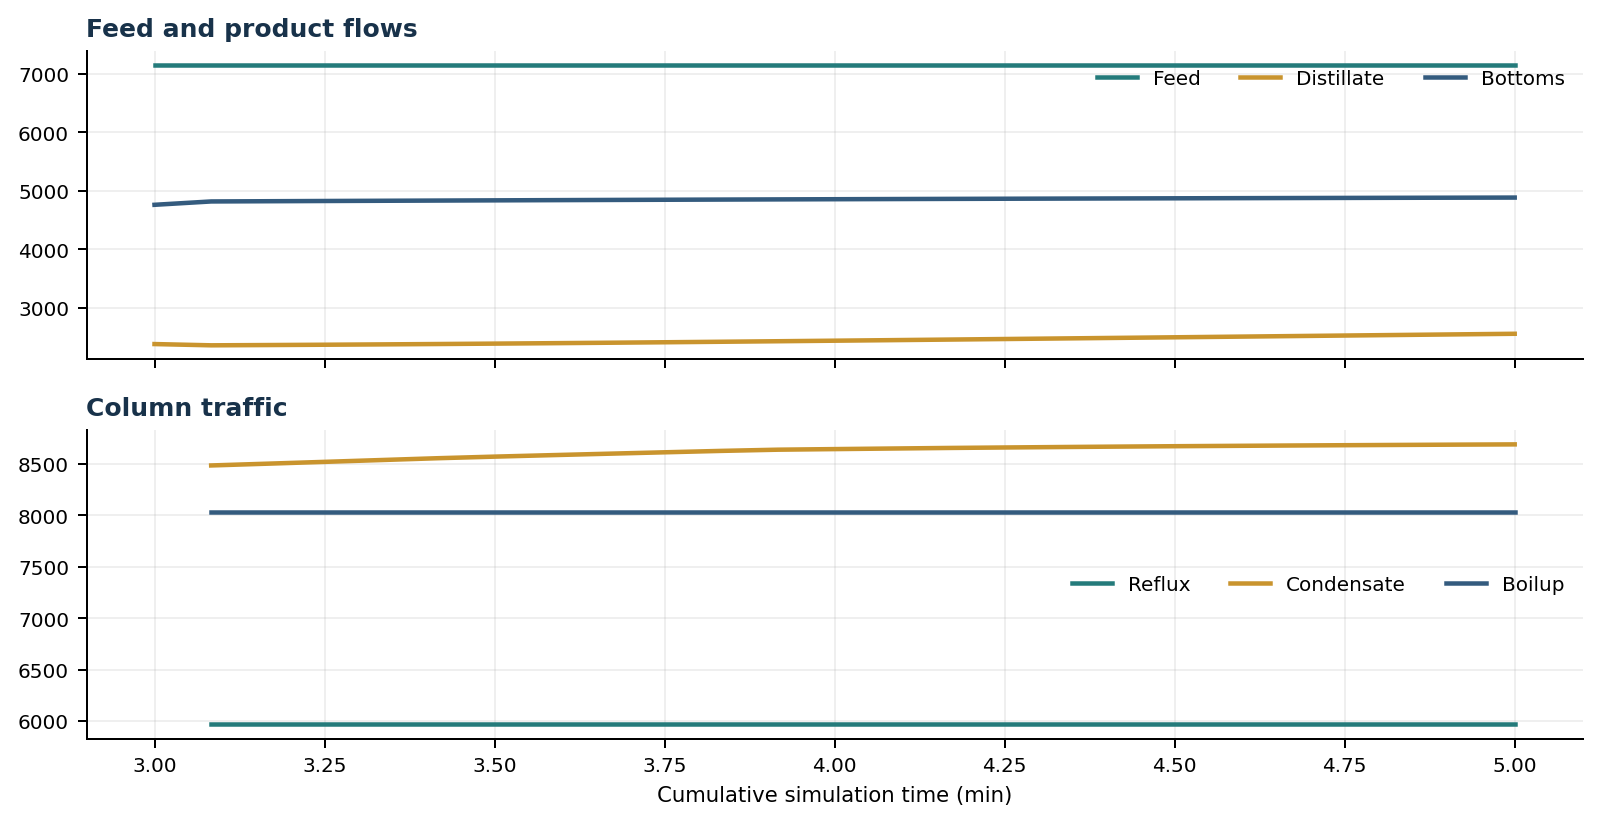 Feed and product flows
7000
Feed Distillate Bottoms
6000
5000
4000
3000
Column traffic
8500
8000
7500
Reflux Condensate Boilup
7000
6500
6000
3.00 3.25 3.50 3.75 4.00 4.25 4.50 4.75 5.00
Cumulative simulation time (min)